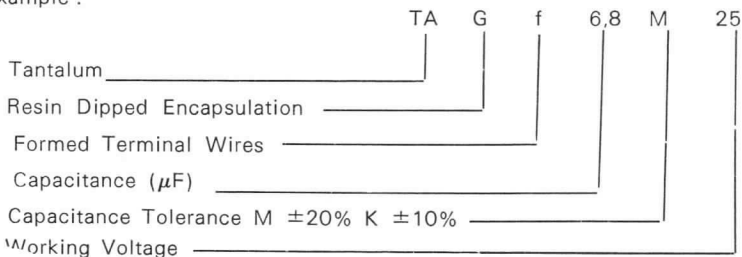 xample :
TA G f 6,8 M 25
Tantalum
Resin Dipped Encapsulation
Formed Terminal Wires
Capacitance (μF)
Capacitance Tolerance M ±20% K ±10%
Working Voltage